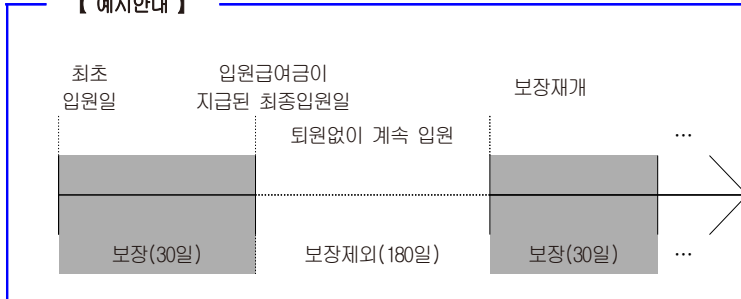 【 예시안내 】
최초
입원일
입원급여금이
지급된 최종입원일
보장재개
퇴원없이 계속 입원
…
보장(30일)
보장제외(180일)
보장(30일)
…